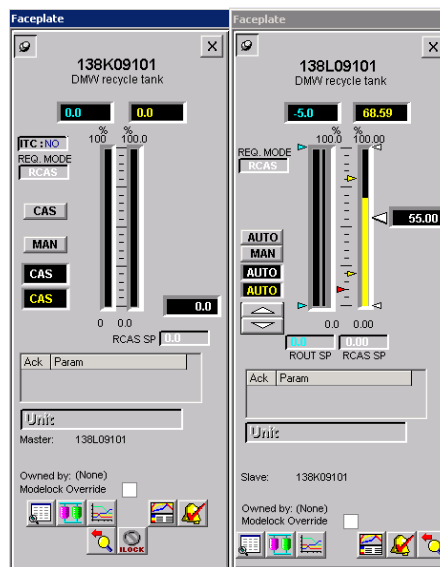 Faceplate
138K09101
DMW recycle tank
0.0 0.0
% %
100 100.0
ITC : NO
REQ. MODE
RCAS
CAS
MAN
CAS
CAS
0.0
0 0.0
RCAS SP 0.0
Ack Param
Unit
Master: 138L09101
Owned by: (None)
Modelock Override
ILOCK
Faceplate
138L09101
DMW recycle tank
-5.0 68.59
% %
100.0 100.00
REQ. MODE
RCAS
55.00
AUTO
MAN
AUTO
AUTO
0.0 0.00
0.0 0.00
ROUT SP RCAS SP
Ack Param
Unit
Slave: 138K09101
Owned by: (None)
Modelock Override